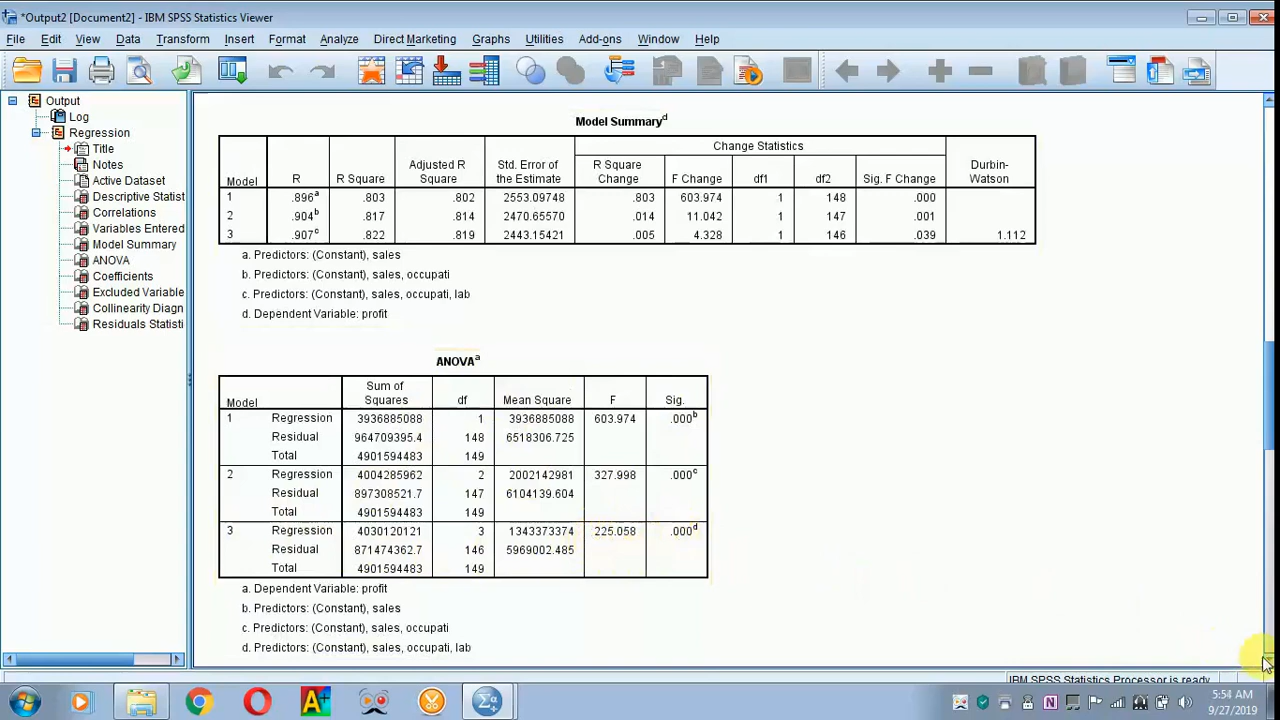 *Output2 [Document2] - IBM SPSS Statistics Viewer
File Edit View Data Transform Insert Format Analyze Direct Marketing Graphs Utilities Add-ons Window Help
Output
Log
Regression
Title
Notes
Active Dataset
Descriptive Statist
Correlations
Variables Entered
Model Summary
ANOVA
Coefficients
Excluded Variable
Collinearity Diagn
Residuals Statisti
Model Summaryd
Change Statistics
Model R R Square Adjusted R Square Std. Error of the Estimate R Square Change F Change df1 df2 Sig. F Change Durbin-Watson
1 .896a .803 .802 2553.09748 .803 603.974 1 148 .000
2 .904b .817 .814 2470.65570 .014 11.042 1 147 .001
3 .907c .822 .819 2443.15421 .005 4.328 1 146 .039 1.112
a. Predictors: (Constant), sales
b. Predictors: (Constant), sales, occupati
c. Predictors: (Constant), sales, occupati, lab
d. Dependent Variable: profit
ANOVAa
Model Sum of Squares df Mean Square F Sig.
1 Regression 3936885088 1 3936885088 603.974 .000b
Residual 964709395.4 148 6518306.725
Total 4901594483 149
2 Regression 4004285962 2 2002142981 327.998 .000c
Residual 897308521.7 147 6104139.604
Total 4901594483 149
3 Regression 4030120121 3 1343373374 225.058 .000d
Residual 871474362.7 146 5969002.485
Total 4901594483 149
a. Dependent Variable: profit
b. Predictors: (Constant), sales
c. Predictors: (Constant), sales, occupati
d. Predictors: (Constant), sales, occupati, lab
IBM SPSS Statistics Processor is ready
5:54 AM
9/27/2019